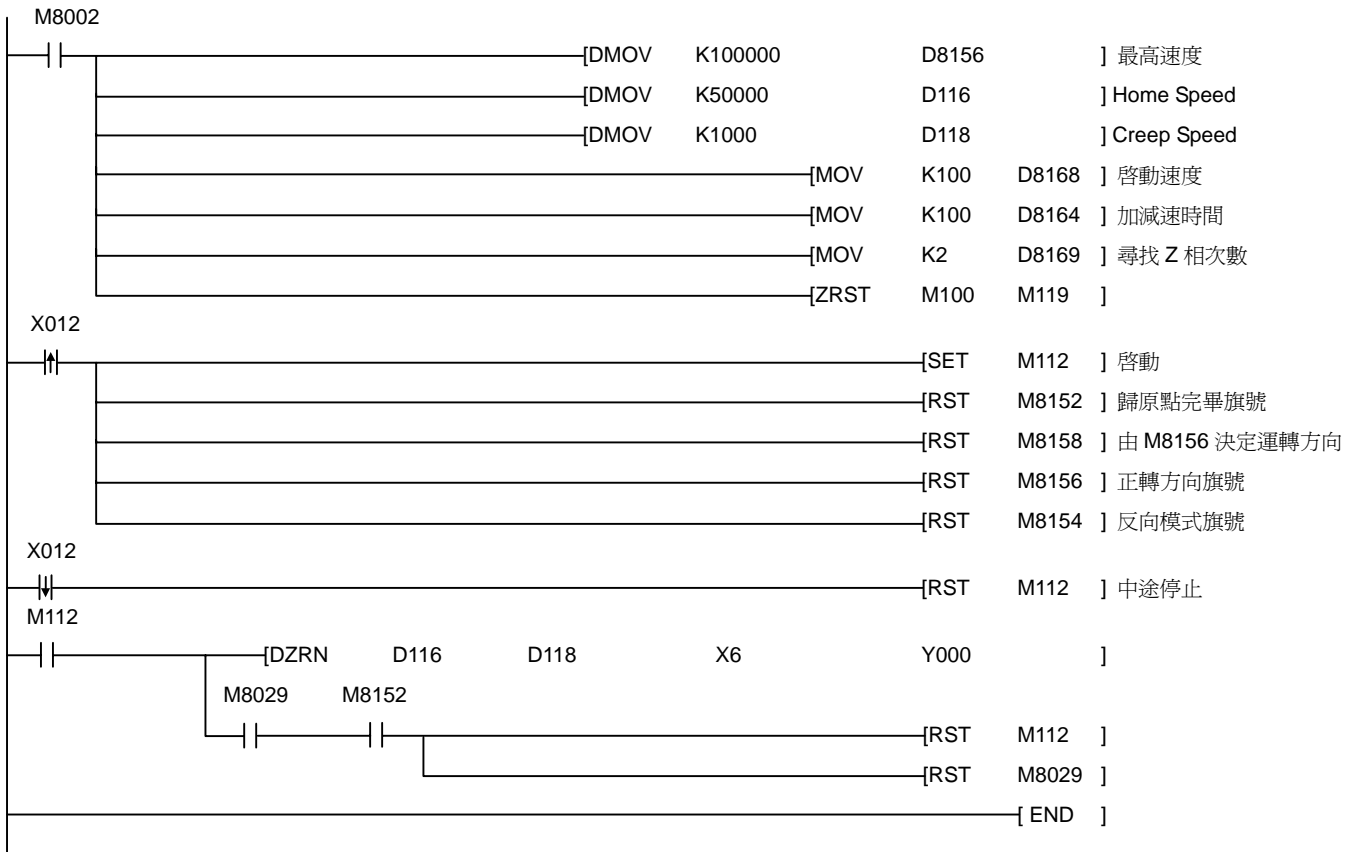 M8002
[DMOV K100000 D8156 ] 最高速度
[DMOV K50000 D116 ] Home Speed
[DMOV K1000 D118 ] Creep Speed
[MOV K100 D8168 ] 啓動速度
[MOV K100 D8164 ] 加減速時間
[MOV K2 D8169 ] 尋找 Z 相次數
[ZRST M100 M119 ]
X012
[SET M112 ] 啓動
[RST M8152 ] 歸原點完畢旗號
[RST M8158 ] 由 M8156 決定運轉方向
[RST M8156 ] 正轉方向旗號
[RST M8154 ] 反向模式旗號
X012
[RST M112 ] 中途停止
M112
[DZRN D116 D118 X6 Y000 ]
M8029 M8152
[RST M112 ]
[RST M8029 ]
[ END ]